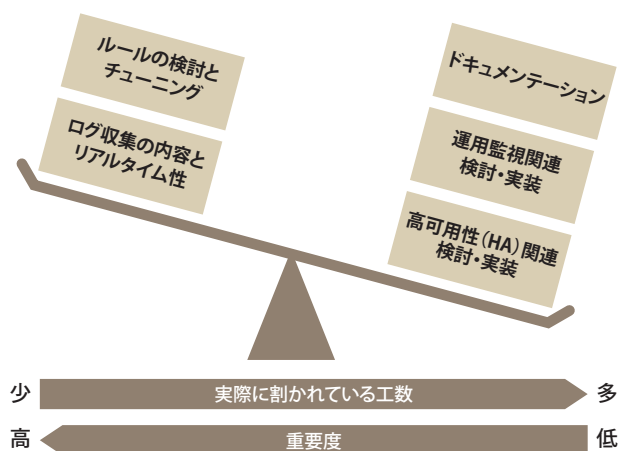 ルールの検討と
チューニング
ログ収集の内容と
リアルタイム性
ドキュメンテーション
運用監視関連
検討・実装
高可用性（HA）関連
検討・実装
少 実際に割かれている工数 多
高 重要度 低